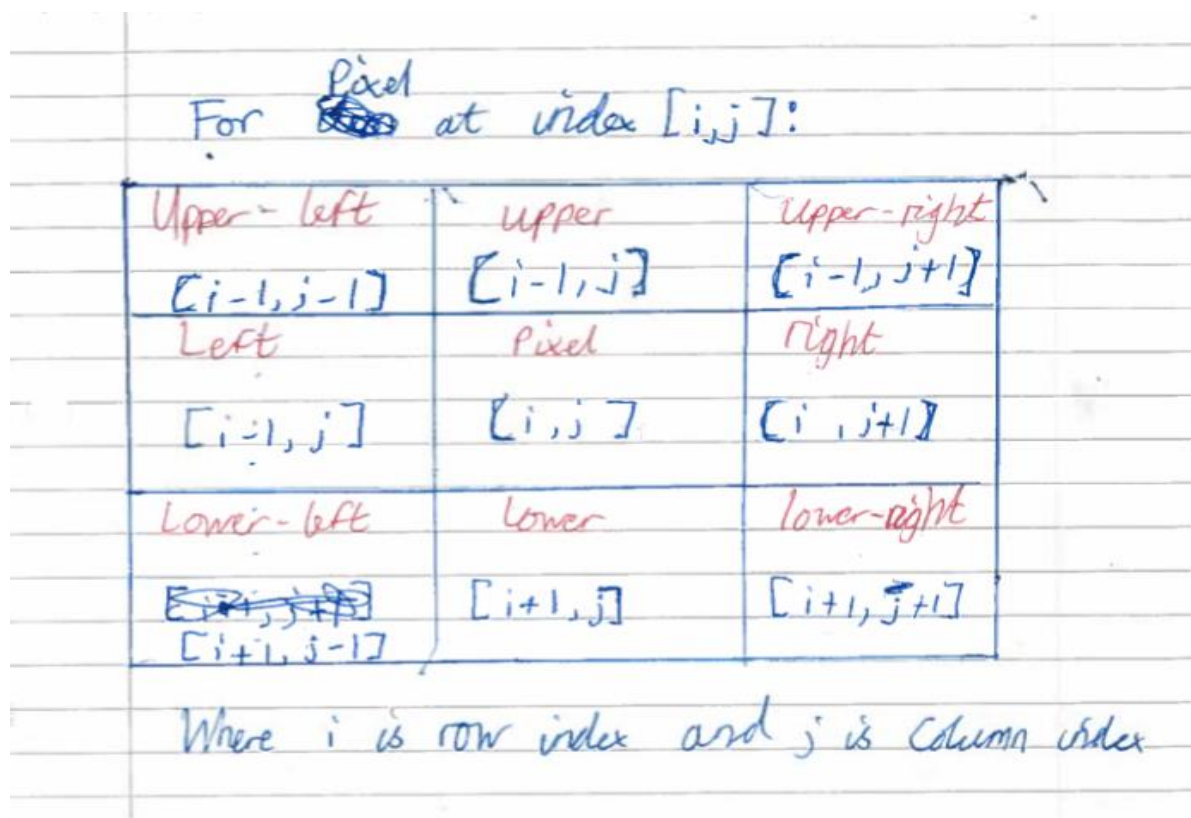 Pixel
For at index [i,j]:
Upper-left upper Upper-right
[i-1, j-1] [i-1, j] [i-1, j+1]
Left Pixel right
[i-1, j] [i, j] [i, j+1]
Lower-left Lower lower-right
[i+1, j] [i+1, j+1]
[i+1, j-1]
Where i is row index and j is Column index